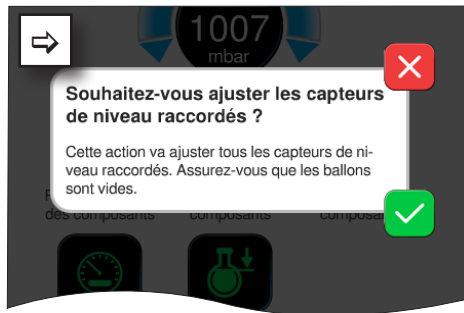 1007
mbar
Souhaitez-vous ajuster les capteurs
de niveau raccordés ?
Cette action va ajuster tous les capteurs de ni-
veau raccordés. Assurez-vous que les ballons
sont vides.
des composants composants